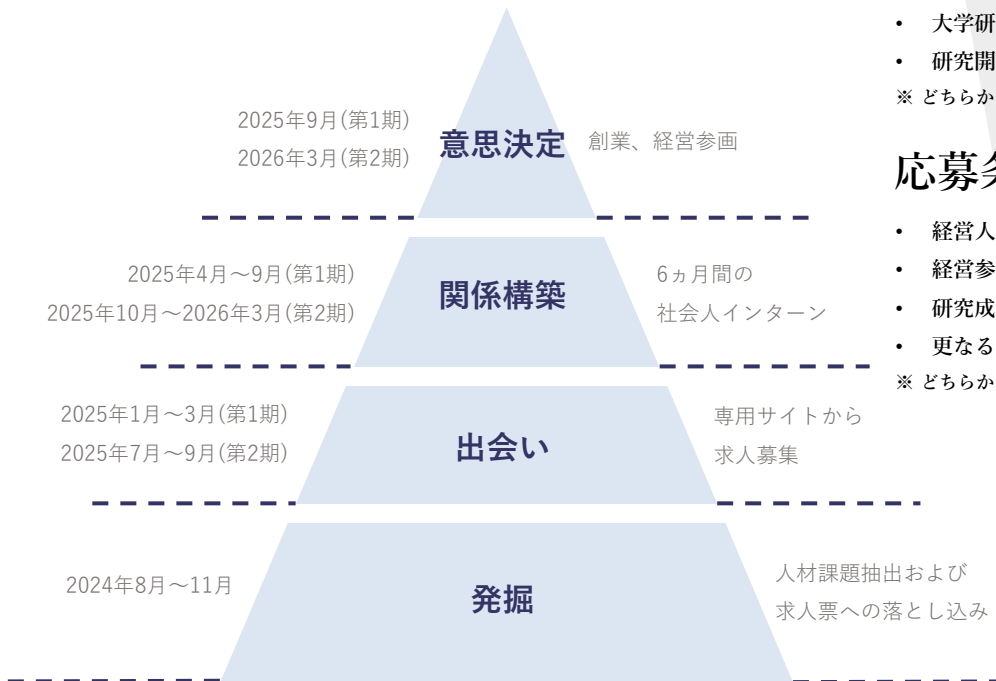 2025年9月(第1期)
2026年3月(第2期)
意思決定
創業、経営参画
2025年4月～9月(第1期)
2025年10月～2026年3月(第2期)
関係構築
6ヵ月間の
社会人インターン
2025年1月～3月(第1期)
2025年7月～9月(第2期)
出会い
専用サイトから
求人募集
2024年8月～11月
発掘
人材課題抽出および
求人票への落とし込み
• 大学研
• 研究開
※ どちらか
応募
• 経営人
• 経営参
• 研究成
• 更なる
※ どちらか